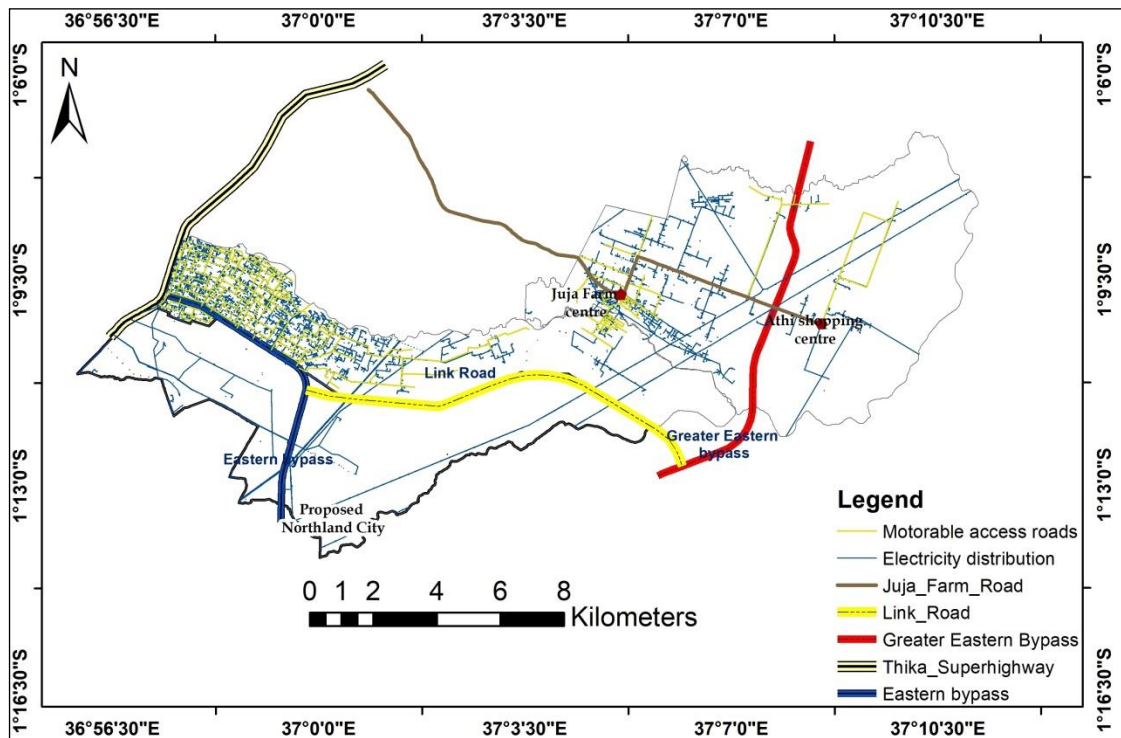 36°56'30"E 37°0'0"E 37°3'30"E 37°7'0"E 37°10'30"E
1°6'0"S
1°6'0"S
N
1°9'30"S
1°9'30"S
Juja Farm
centre
Athi shopping
centre
Link Road
Greater Eastern
bypass
Eastern bypass
1°13'0"S
1°13'0"S
Proposed
Northland City
Legend
Motorable access roads
Electricity distribution
Juja_Farm_Road
Link_Road
Greater Eastern Bypass
Thika_Superhighway
Eastern bypass
0 1 2 4 6 8
Kilometers
1°16'30"S
1°16'30"S
36°56'30"E 37°0'0"E 37°3'30"E 37°7'0"E 37°10'30"E